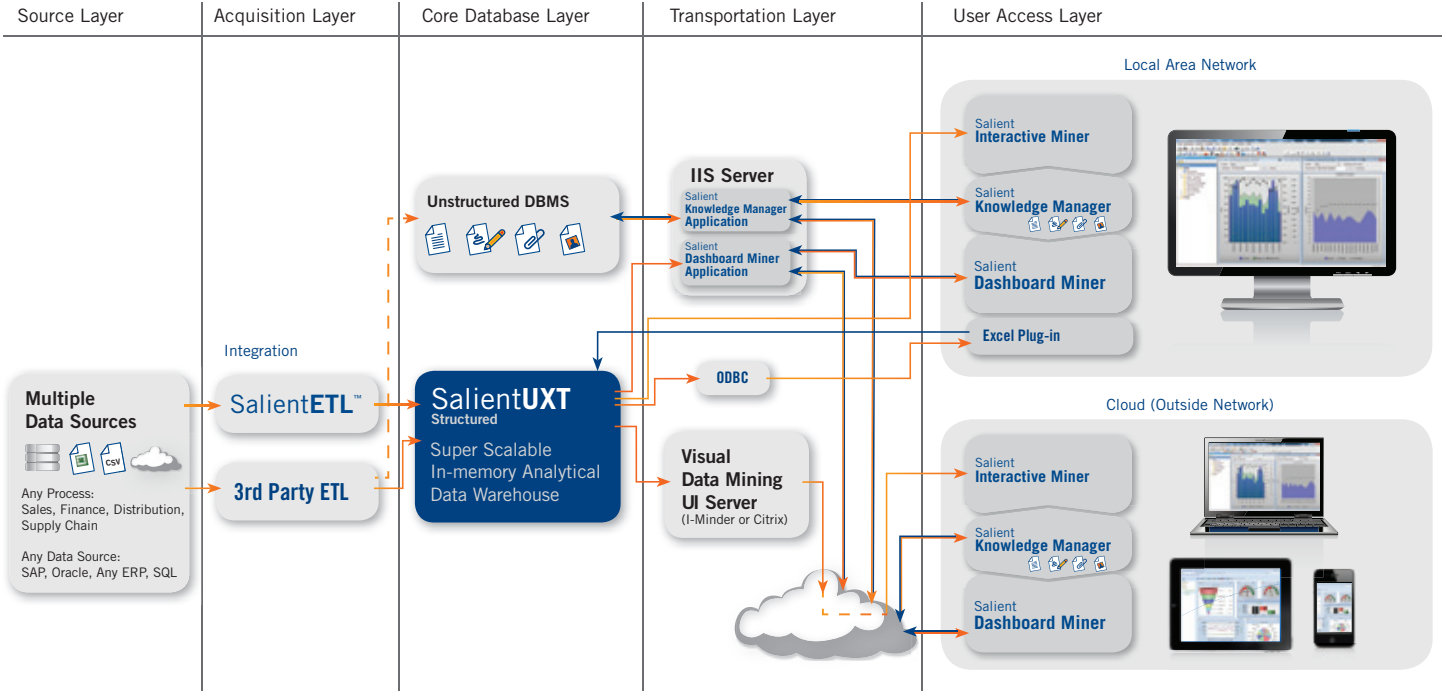 Source Layer
Acquisition Layer
Core Database Layer
Transportation Layer
User Access Layer
Multiple
Data Sources
CSV
Any Process:
Sales, Finance, Distribution,
Supply Chain
Any Data Source:
SAP, Oracle, Any ERP, SQL
Integration
SalientETL™
3rd Party ETL
Unstructured DBMS
SalientUXT
Structured
Super Scalable
In-memory Analytical
Data Warehouse
IIS Server
Salient
Knowledge Manager
Application
Salient
Dashboard Miner
Application
ODBC
Visual
Data Mining
UI Server
(I-Minder or Citrix)
Local Area Network
Salient
Interactive Miner
Salient
Knowledge Manager
Salient
Dashboard Miner
Excel Plug-in
Cloud (Outside Network)
Salient
Interactive Miner
Salient
Knowledge Manager
Salient
Dashboard Miner